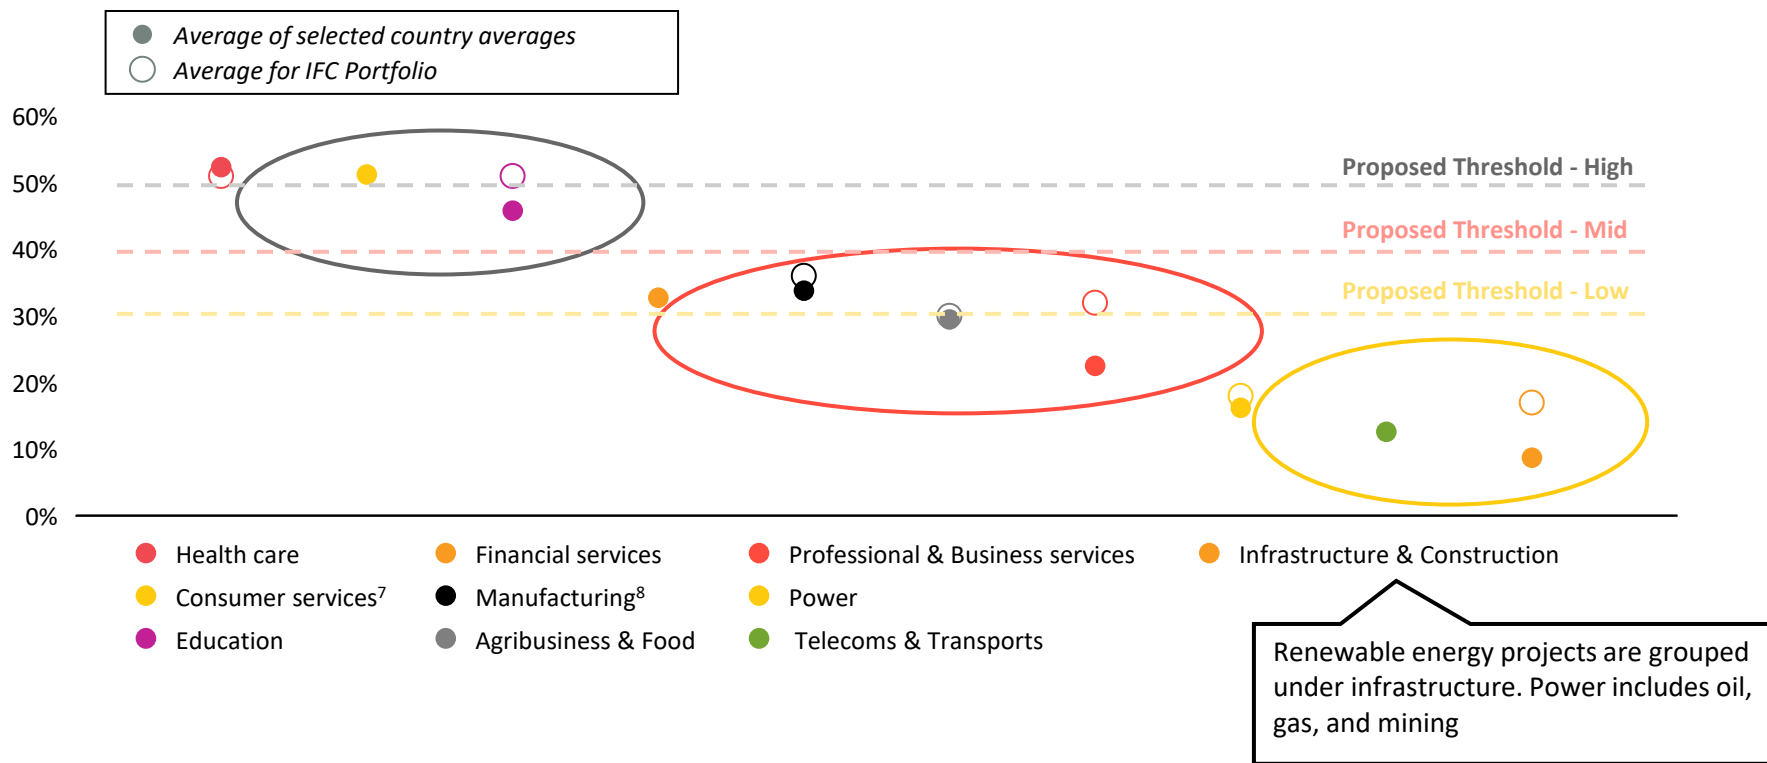 Average of selected country averages
Average for IFC Portfolio
60%
50%
40%
30%
20%
10%
0%
Proposed Threshold - High
Proposed Threshold - Mid
Proposed Threshold - Low
Health care
Financial services
Professional & Business services
Infrastructure & Construction
Consumer services⁷
Manufacturing⁸
Power
Education
Agribusiness & Food
Telecoms & Transports
Renewable energy projects are grouped
under infrastructure. Power includes oil,
gas, and mining